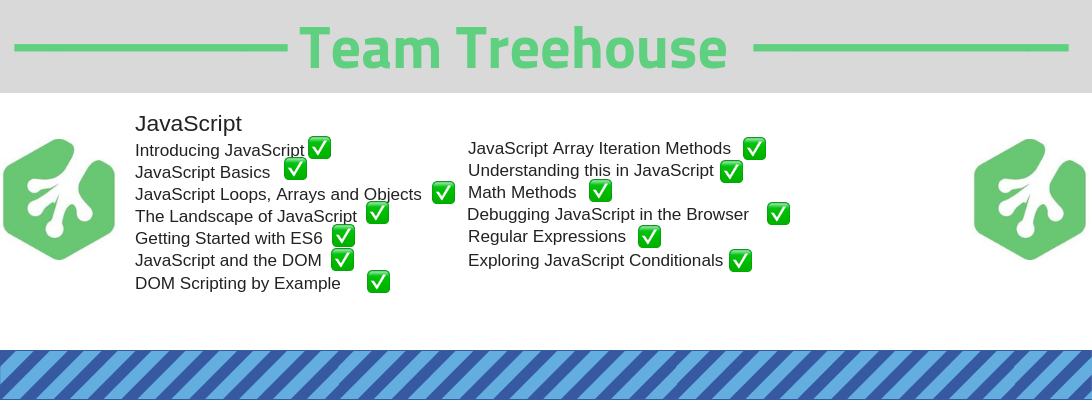 Team Treehouse
JavaScript
Introducing JavaScript
JavaScript Basics
JavaScript Loops, Arrays and Objects
The Landscape of JavaScript
Getting Started with ES6
JavaScript and the DOM
DOM Scripting by Example
JavaScript Array Iteration Methods
Understanding this in JavaScript
Math Methods
Debugging JavaScript in the Browser
Regular Expressions
Exploring JavaScript Conditionals